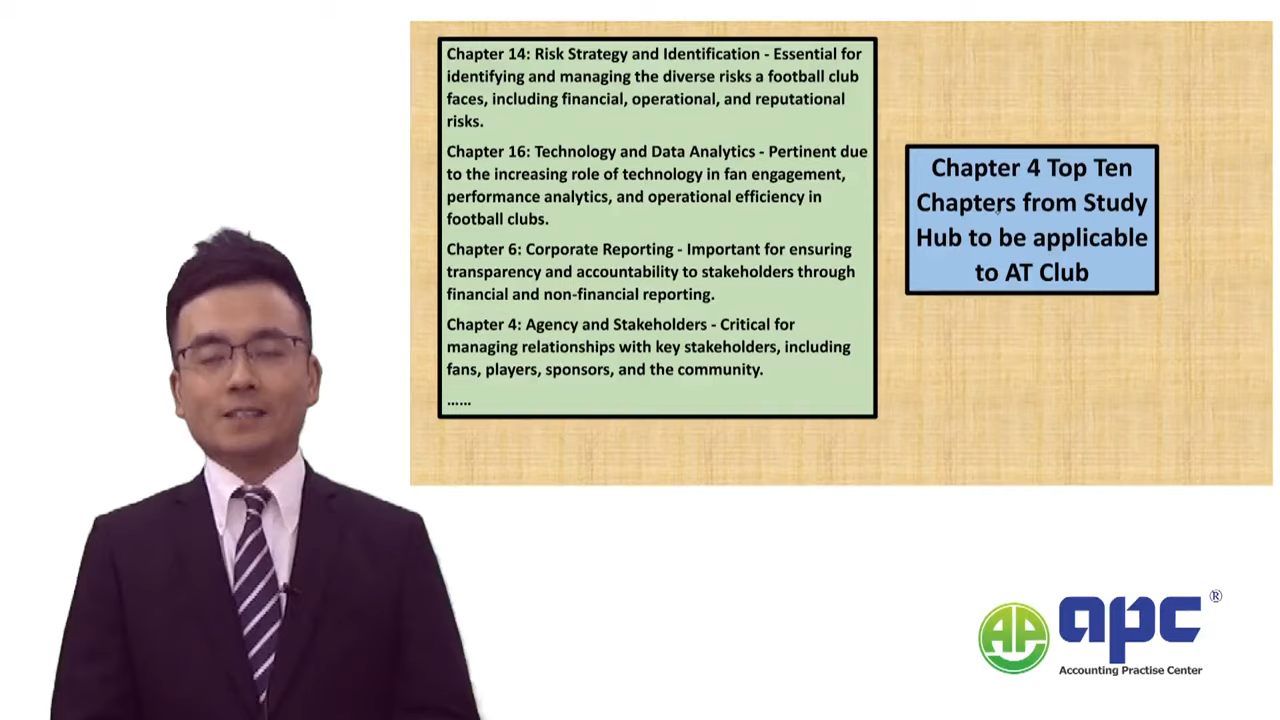 Chapter 14: Risk Strategy and Identification - Essential for
identifying and managing the diverse risks a football club
faces, including financial, operational, and reputational
risks.
Chapter 16: Technology and Data Analytics - Pertinent due
to the increasing role of technology in fan engagement,
performance analytics, and operational efficiency in
football clubs.
Chapter 6: Corporate Reporting - Important for ensuring
transparency and accountability to stakeholders through
financial and non-financial reporting.
Chapter 4: Agency and Stakeholders - Critical for
managing relationships with key stakeholders, including
fans, players, sponsors, and the community.
......
Chapter 4 Top Ten
Chapters from Study
Hub to be applicable
to AT Club
AP
apc ®
Accounting Practise Center